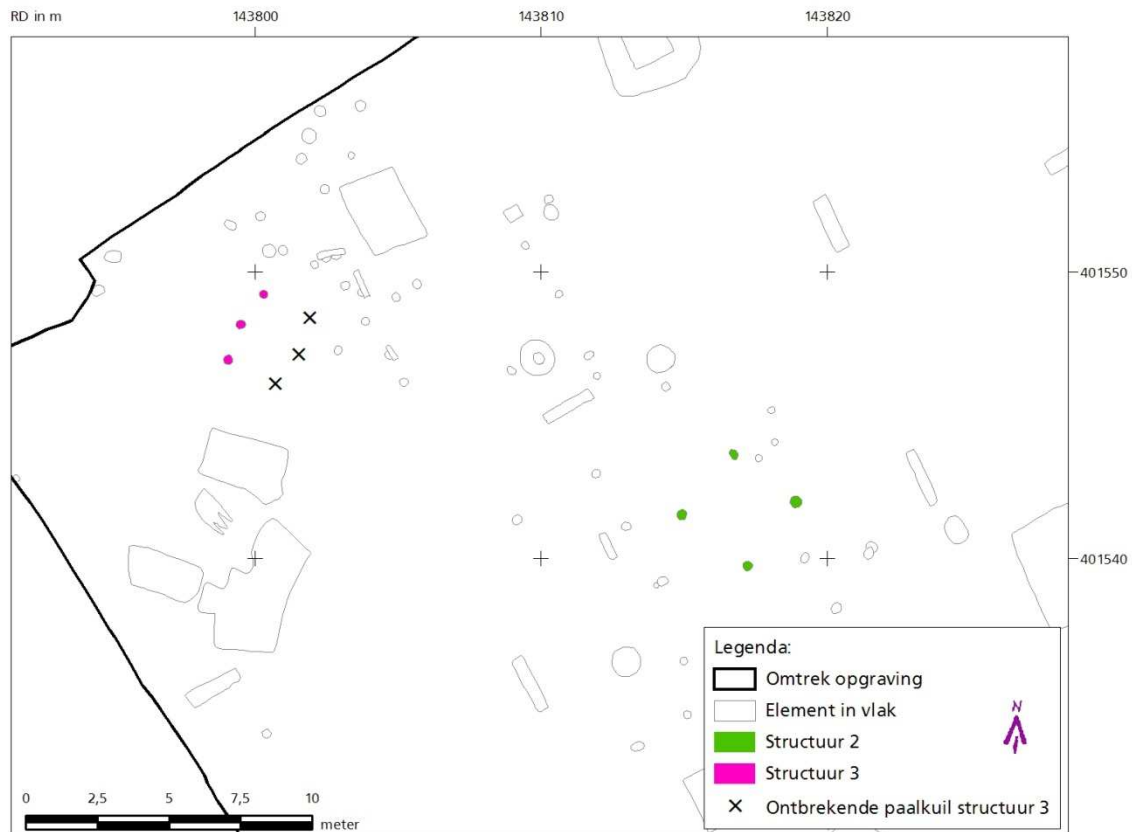 RD in m
143800
143810
143820
401550
401540
Legenda:
Omtrek opgraving
Element in vlak
Structuur 2
Structuur 3
Ontbrekende paalkuil structuur 3
N
0 2,5 5 7,5 10
meter